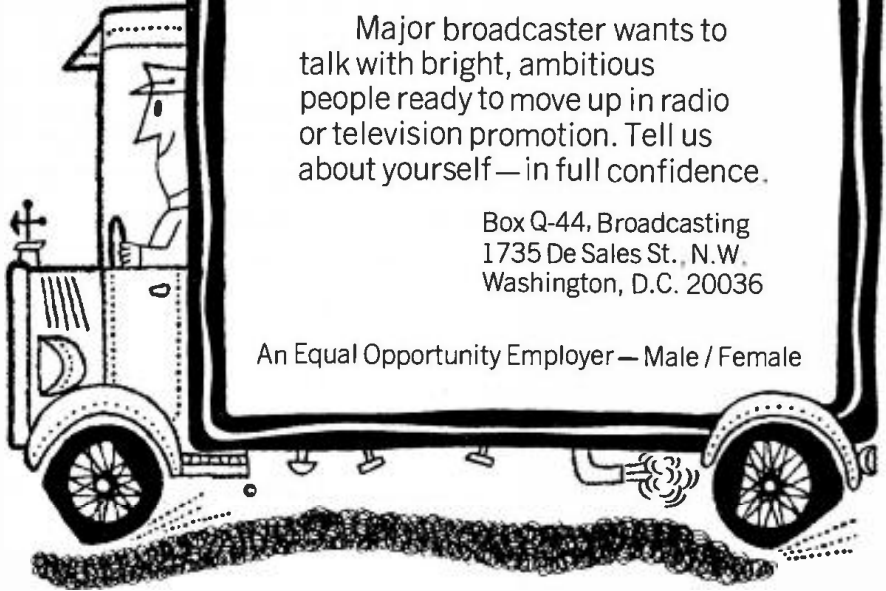 Major broadcaster wants to
talk with bright, ambitious
people ready to move up in radio
or television promotion. Tell us
about yourself—in full confidence.
Box Q-44, Broadcasting
1735 De Sales St., N.W.
Washington, D.C. 20036
An Equal Opportunity Employer—Male / Female